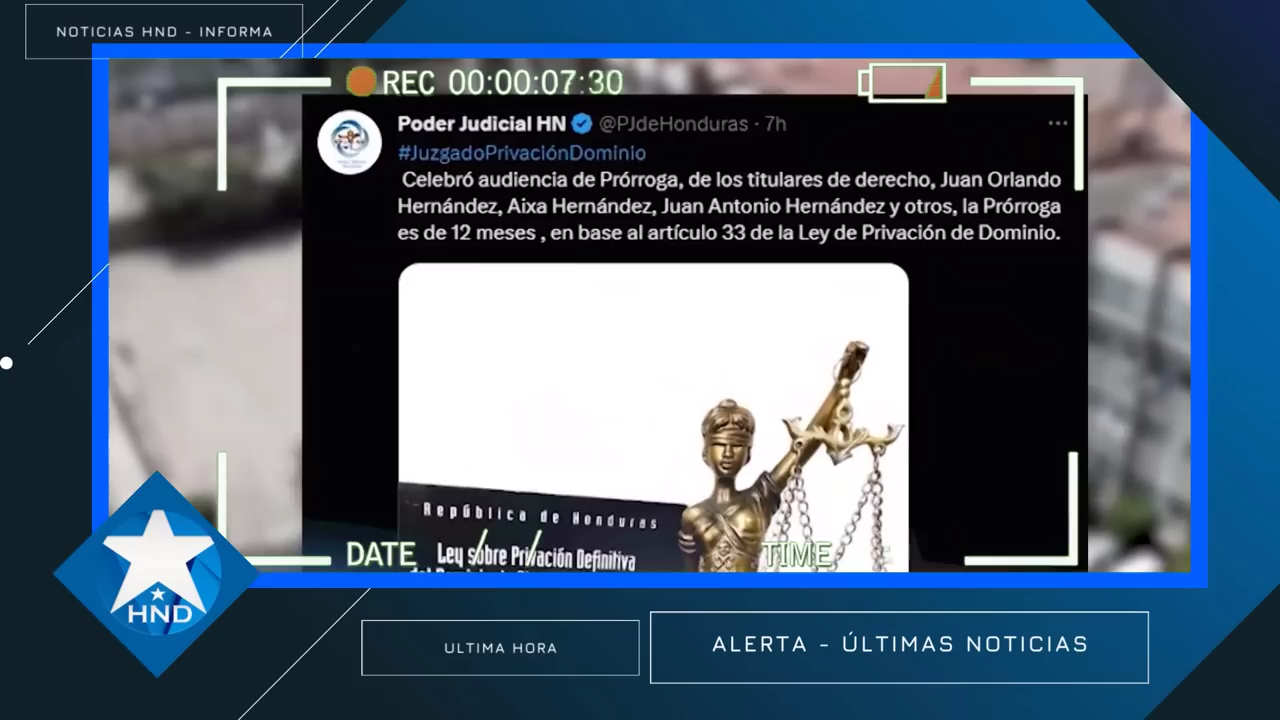 NOTICIAS HND - INFORMA
REC 00:00:07:30
Poder Judicial HN @PJdeHonduras · 7h
#JuzgadoPrivaciónDominio
Celebró audiencia de Prórroga, de los titulares de derecho, Juan Orlando
Hernández, Aixa Hernández, Juan Antonio Hernández y otros, la Prórroga
es de 12 meses , en base al artículo 33 de la Ley de Privación de Dominio.
República de Honduras
Ley sobre Privación Definitiva
DATE / / TIME :
HND
ULTIMA HORA
ALERTA - ÚLTIMAS NOTICIAS